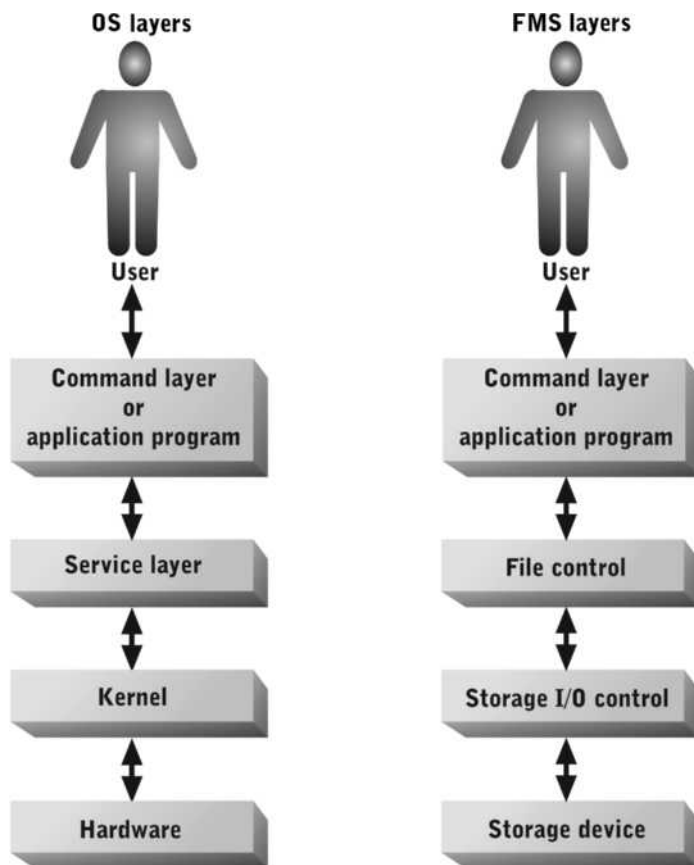 OS layers
User
Command layer
or
application program
Service layer
Kernel
Hardware
FMS layers
User
Command layer
or
application program
File control
Storage I/O control
Storage device